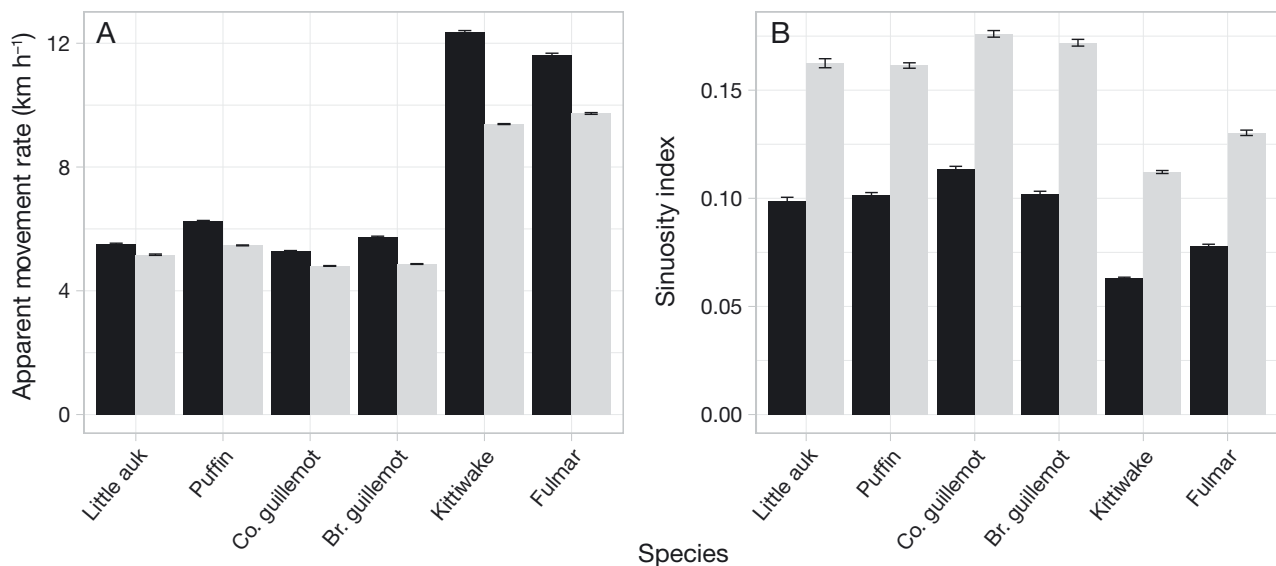 A
Apparent movement rate (km h⁻¹)
12
8
4
0
Little auk
Puffin
Co. guillemot
Br. guillemot
Kittiwake
Fulmar
B
Sinuosity index
0.15
0.10
0.05
0.00
Little auk
Puffin
Co. guillemot
Br. guillemot
Kittiwake
Fulmar
Species